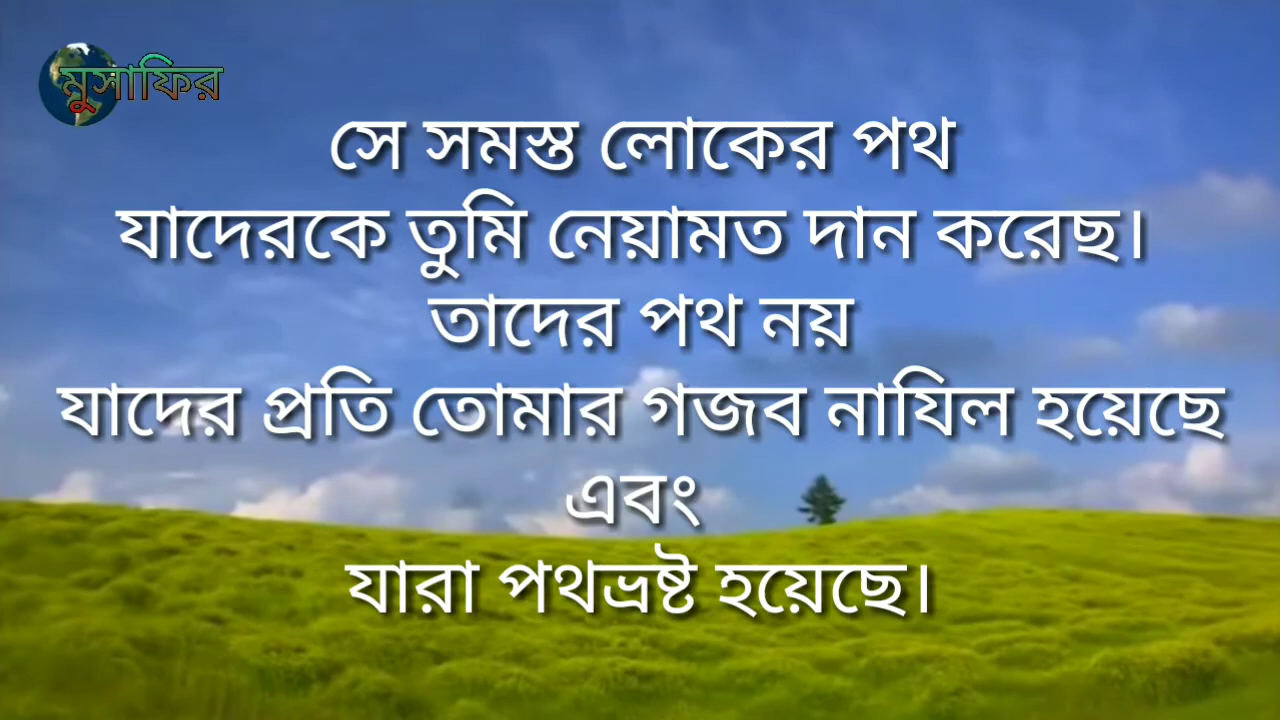 মুসাফির
সে সমস্ত লোকের পথ
যাদেরকে তুমি নেয়ামত দান করেছ।
তাদের পথ নয়
যাদের প্রতি তোমার গজব নাযিল হয়েছে
এবং
যারা পথভ্রষ্ট হয়েছে।